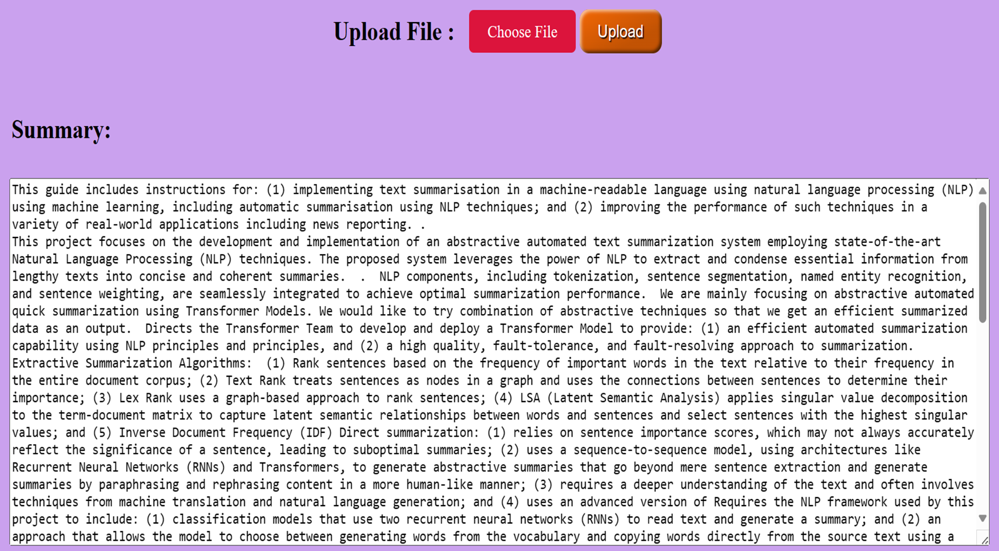 Upload File : Choose File Upload
Summary:
This guide includes instructions for: (1) implementing text summarisation in a machine-readable language using natural language processing (NLP)
using machine learning, including automatic summarisation using NLP techniques; and (2) improving the performance of such techniques in a
variety of real-world applications including news reporting. .
This project focuses on the development and implementation of an abstractive automated text summarization system employing state-of-the-art
Natural Language Processing (NLP) techniques. The proposed system leverages the power of NLP to extract and condense essential information from
lengthy texts into concise and coherent summaries.  .  NLP components, including tokenization, sentence segmentation, named entity recognition,
and sentence weighting, are seamlessly integrated to achieve optimal summarization performance.  We are mainly focusing on abstractive automated
quick summarization using Transformer Models. We would like to try combination of abstractive techniques so that we get an efficient summarized
data as an output.  Directs the Transformer Team to develop and deploy a Transformer Model to provide: (1) an efficient automated summarization
capability using NLP principles and principles, and (2) a high quality, fault-tolerance, and fault-resolving approach to summarization.
Extractive Summarization Algorithms:  (1) Rank sentences based on the frequency of important words in the text relative to their frequency in
the entire document corpus; (2) Text Rank treats sentences as nodes in a graph and uses the connections between sentences to determine their
importance; (3) Lex Rank uses a graph-based approach to rank sentences; (4) LSA (Latent Semantic Analysis) applies singular value decomposition
to the term-document matrix to capture latent semantic relationships between words and sentences and select sentences with the highest singular
values; and (5) Inverse Document Frequency (IDF) Direct summarization: (1) relies on sentence importance scores, which may not always accurately
reflect the significance of a sentence, leading to suboptimal summaries; (2) uses a sequence-to-sequence model, using architectures like
Recurrent Neural Networks (RNNs) and Transformers, to generate abstractive summaries that go beyond mere sentence extraction and generate
summaries by paraphrasing and rephrasing content in a more human-like manner; (3) requires a deeper understanding of the text and often involves
techniques from machine translation and natural language generation; and (4) uses an advanced version of Requires the NLP framework used by this
project to include: (1) classification models that use two recurrent neural networks (RNNs) to read text and generate a summary; and (2) an
approach that allows the model to choose between generating words from the vocabulary and copying words directly from the source text using a